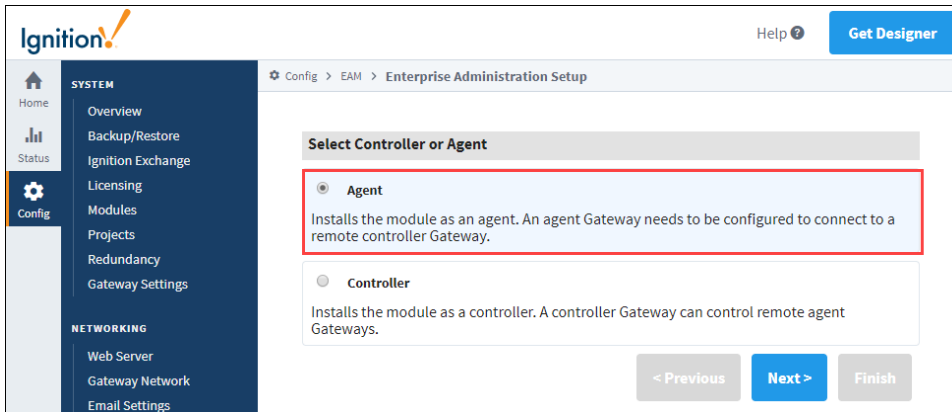 Ignition!
Help ?
Get Designer
Config > EAM > Enterprise Administration Setup
Home
Status
Config
SYSTEM
Overview
Backup/Restore
Ignition Exchange
Licensing
Modules
Projects
Redundancy
Gateway Settings
NETWORKING
Web Server
Gateway Network
Email Settings
Select Controller or Agent
Agent
Installs the module as an agent. An agent Gateway needs to be configured to connect to a
remote controller Gateway.
Controller
Installs the module as a controller. A controller Gateway can control remote agent
Gateways.
< Previous
Next >
Finish